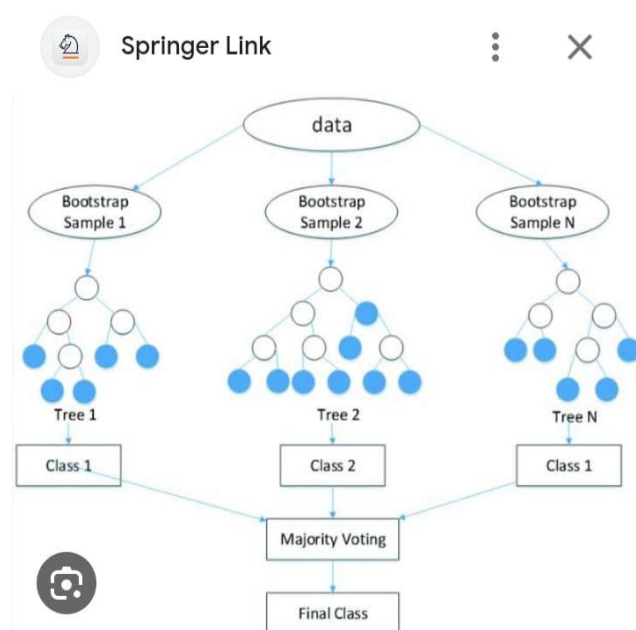 Springer Link
data
Bootstrap
Sample 1
Bootstrap
Sample 2
Bootstrap
Sample N
Tree 1
Tree 2
Tree N
Class 1
Class 2
Class 1
Majority Voting
Final Class